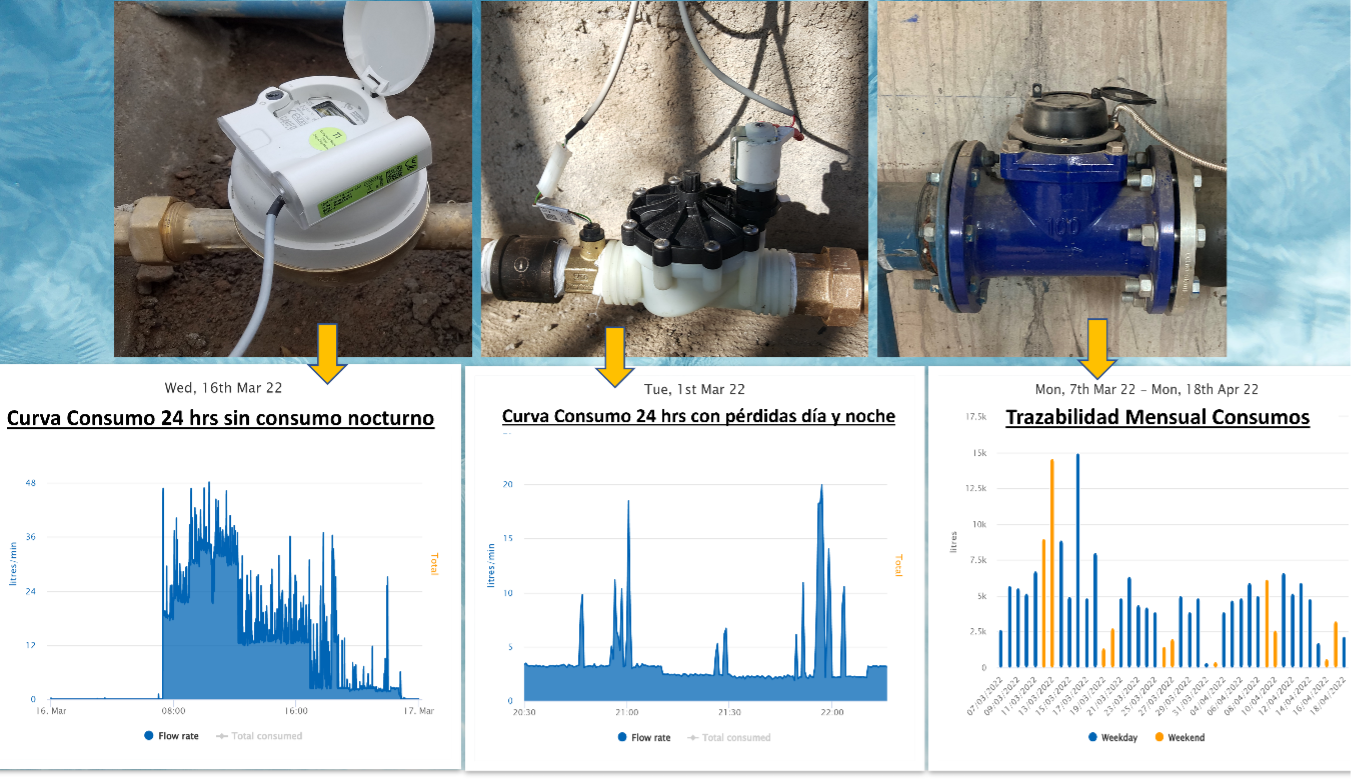 100
Wed, 16th Mar 22
Curva Consumo 24 hrs sin consumo nocturno
48
36
24
12
0
litres/min
Total
16. Mar
08:00
16:00
17. Mar
Flow rate
Total consumed
Tue, 1st Mar 22
Curva Consumo 24 hrs con pérdidas día y noche
20
15
10
5
0
litres/min
Total
20:30
21:00
21:30
22:00
Flow rate
Total consumed
Mon, 7th Mar 22 – Mon, 18th Apr 22
Trazabilidad Mensual Consumos
17.5k
15k
12.5k
10k
7.5k
5k
2.5k
0
litres
07/03/2022
09/03/2022
11/03/2022
13/03/2022
15/03/2022
17/03/2022
19/03/2022
21/03/2022
23/03/2022
25/03/2022
27/03/2022
29/03/2022
31/03/2022
04/04/2022
06/04/2022
08/04/2022
10/04/2022
12/04/2022
14/04/2022
16/04/2022
18/04/2022
Weekday
Weekend